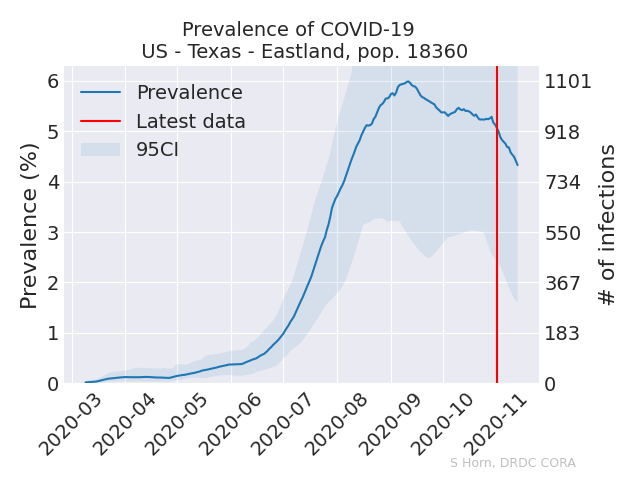 Prevalence of COVID-19
US - Texas - Eastland, pop. 18360
Prevalence
Latest data
95CI
Prevalence (%)
6
5
4
3
2
1
0
1101
918
734
550
367
183
0
# of infections
2020-03
2020-04
2020-05
2020-06
2020-07
2020-08
2020-09
2020-10
2020-11
S Horn, DRDC CORA